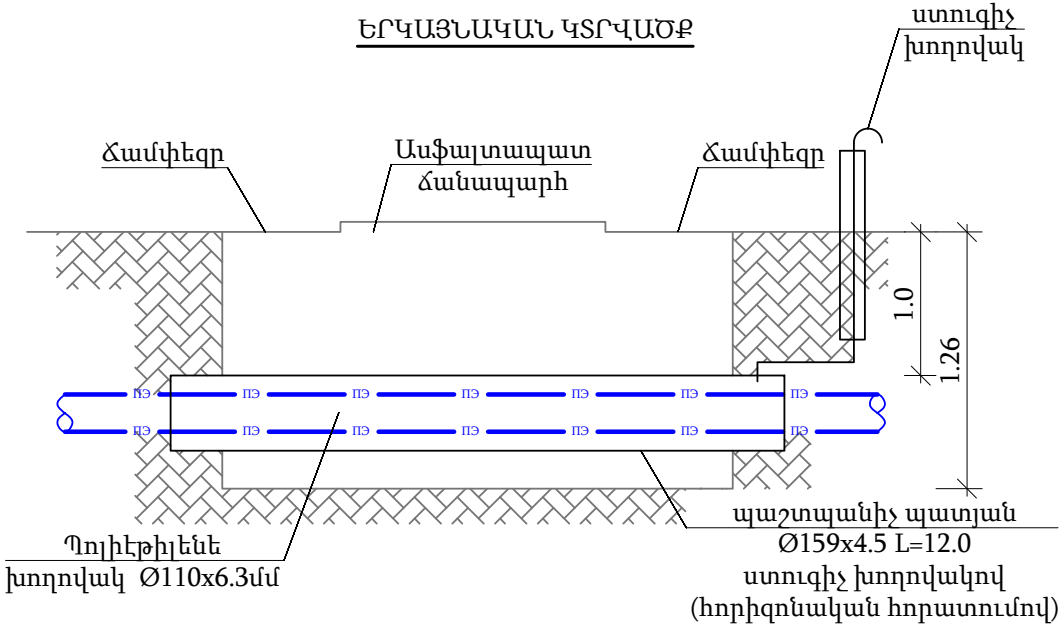 ԵՐԿԱՅՆԱԿԱՆ ԿՏՐՎԱԾՔ
ստուգիչ
խողովակ
Ճամփեզր
Ասֆալտապատ
ճանապարհ
Ճամփեզր
1.0
1.26
ПЭ ПЭ ПЭ ПЭ ПЭ ПЭ ПЭ
ПЭ ПЭ ПЭ ПЭ ПЭ ПЭ ПЭ
Պոլիէթիլենե
խողովակ Ø110x6.3մմ
պաշտպանիչ պատյան
Ø159x4.5 L=12.0
ստուգիչ խողովակով
(հորիզոնական հորատումով)